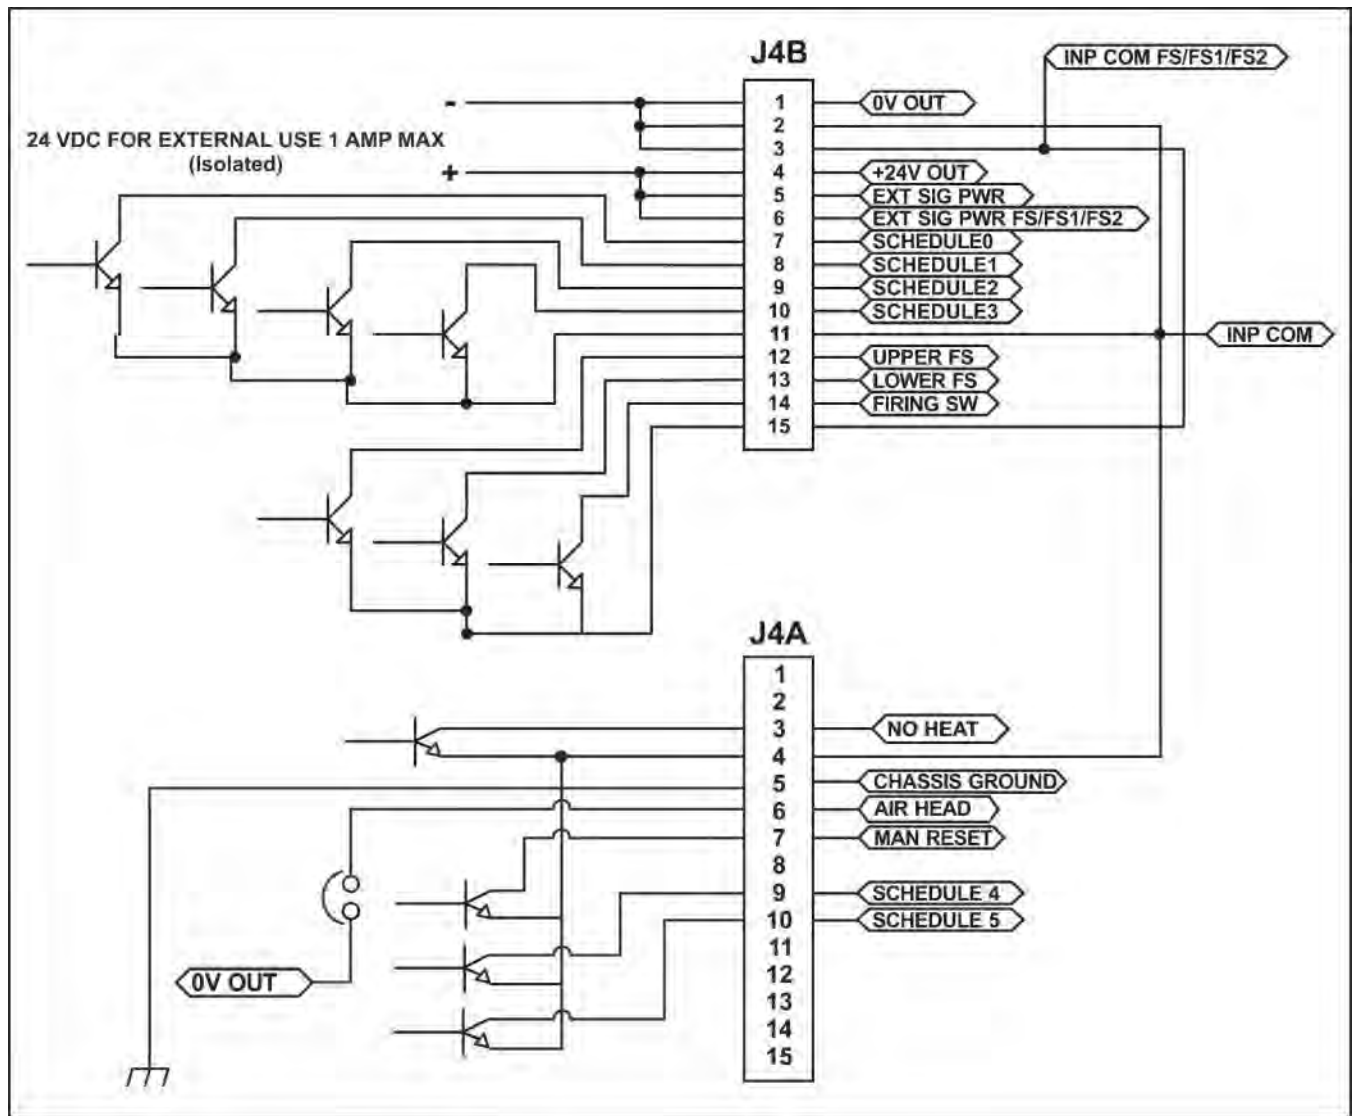 J4B
INP COM FS/FS1/FS2
24 VDC FOR EXTERNAL USE 1 AMP MAX
(Isolated)
-
+
1 0V OUT
2
3
4 +24V OUT
5 EXT SIG PWR
6 EXT SIG PWR FS/FS1/FS2
7 SCHEDULE0
8 SCHEDULE1
9 SCHEDULE2
10 SCHEDULE3
11 INP COM
12 UPPER FS
13 LOWER FS
14 FIRING SW
15
J4A
1
2
3 NO HEAT
4
5 CHASSIS GROUND
6 AIR HEAD
7 MAN RESET
8
9 SCHEDULE 4
10 SCHEDULE 5
11
12
13
14
15
0V OUT